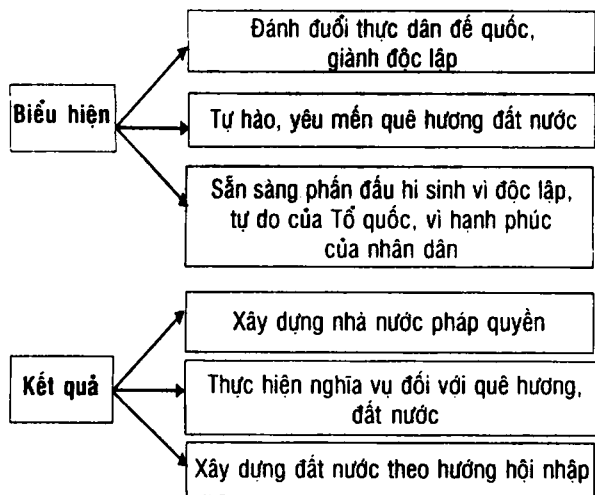 Biểu hiện
Đánh đuổi thực dân đế quốc,
giành độc lập
Tự hào, yêu mến quê hương đất nước
Sẵn sàng phấn đấu hi sinh vì độc lập,
tự do của Tổ quốc, vì hạnh phúc
của nhân dân
Kết quả
Xây dựng nhà nước pháp quyền
Thực hiện nghĩa vụ đối với quê hương,
đất nước
Xây dựng đất nước theo hướng hội nhập